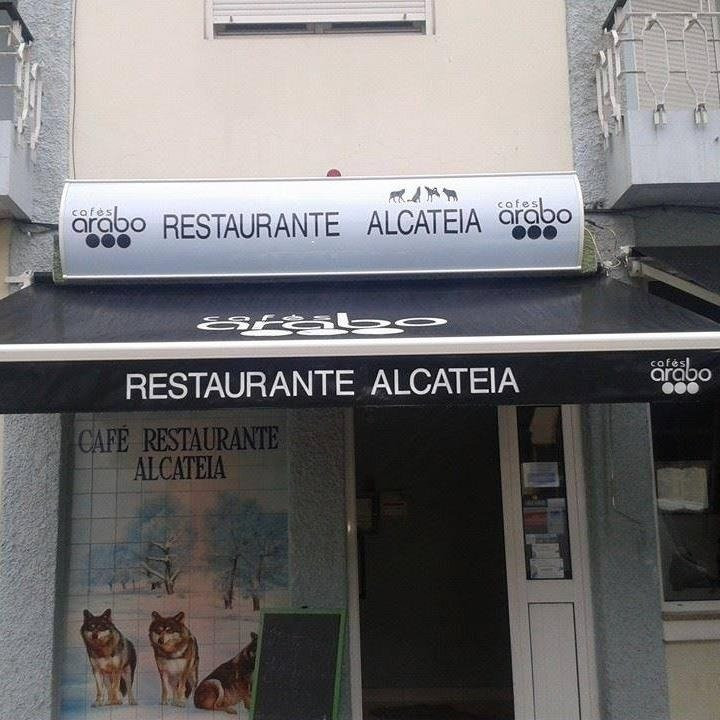 cafés
arabo
RESTAURANTE ALCATEIA
cafés
arabo
cafés
arabo
RESTAURANTE ALCATEIA
cafés
arabo
CAFÉ RESTAURANTE
ALCATEIA